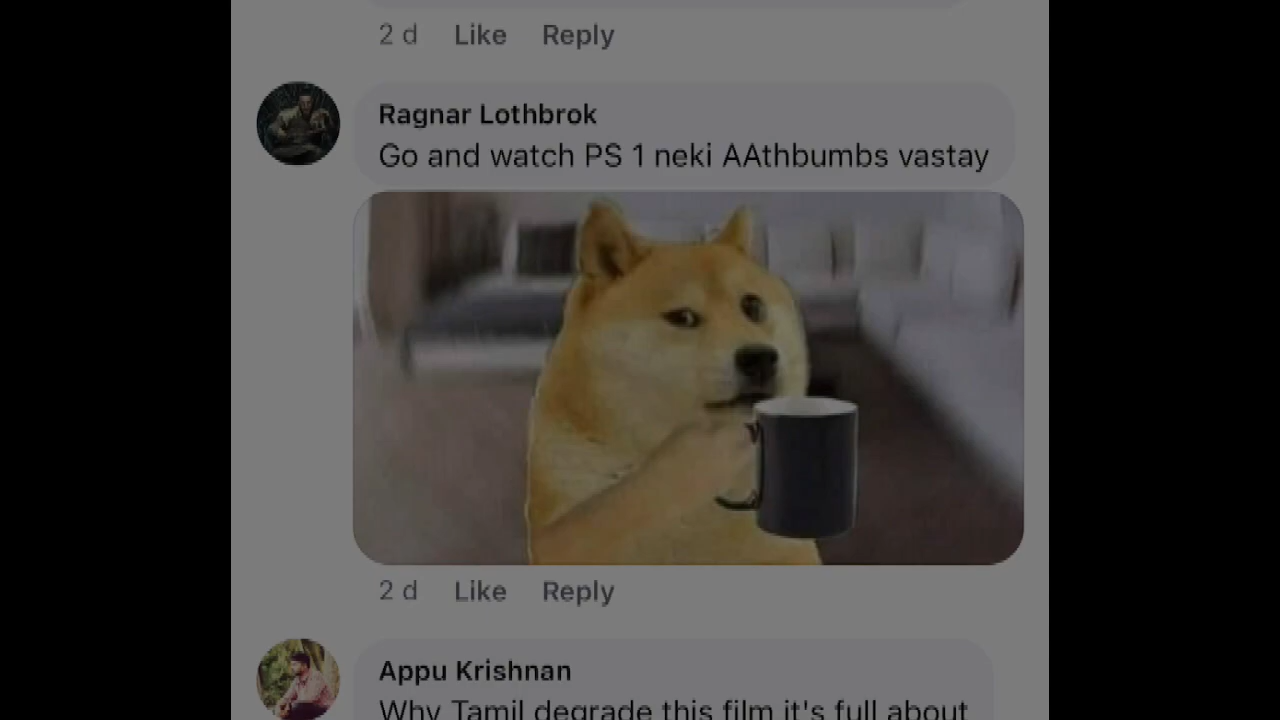 2 d Like Reply
Ragnar Lothbrok
Go and watch PS 1 neki AAthbumbs vastay
2 d Like Reply
Appu Krishnan
Why Tamil degrade this film it's full about